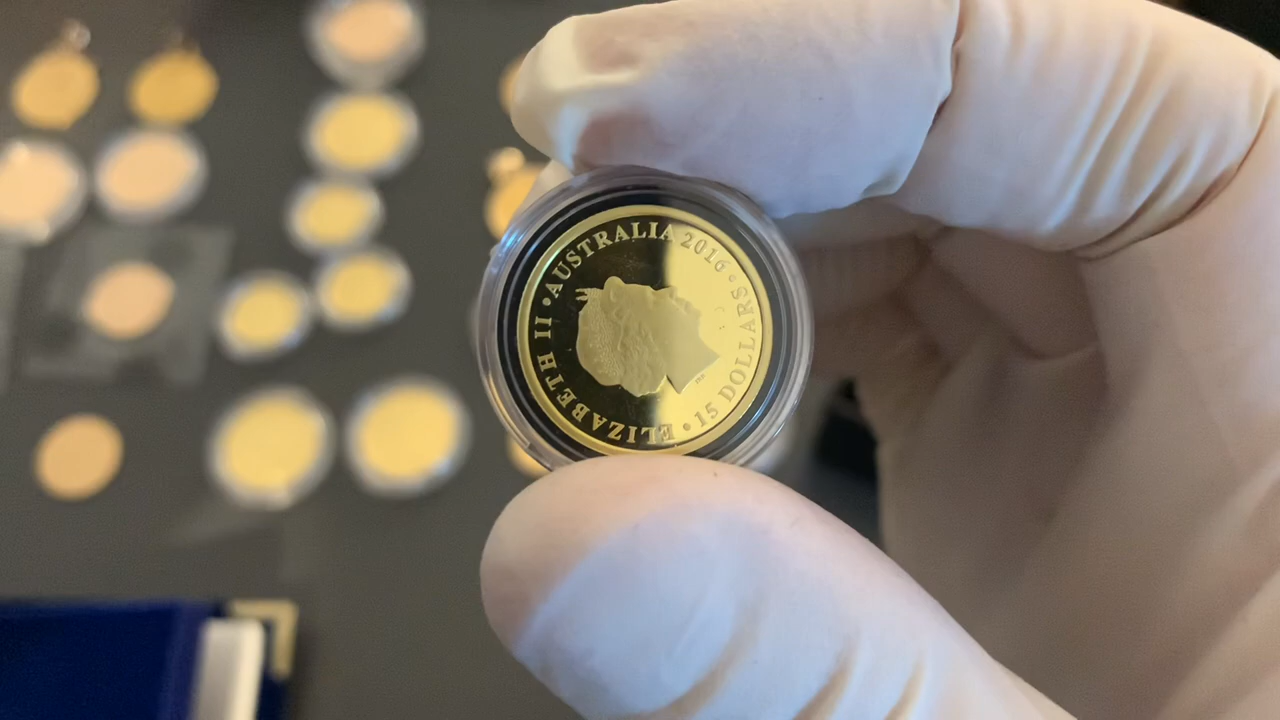 ELIZABETH II • AUSTRALIA 2016 • 15 DOLLARS •